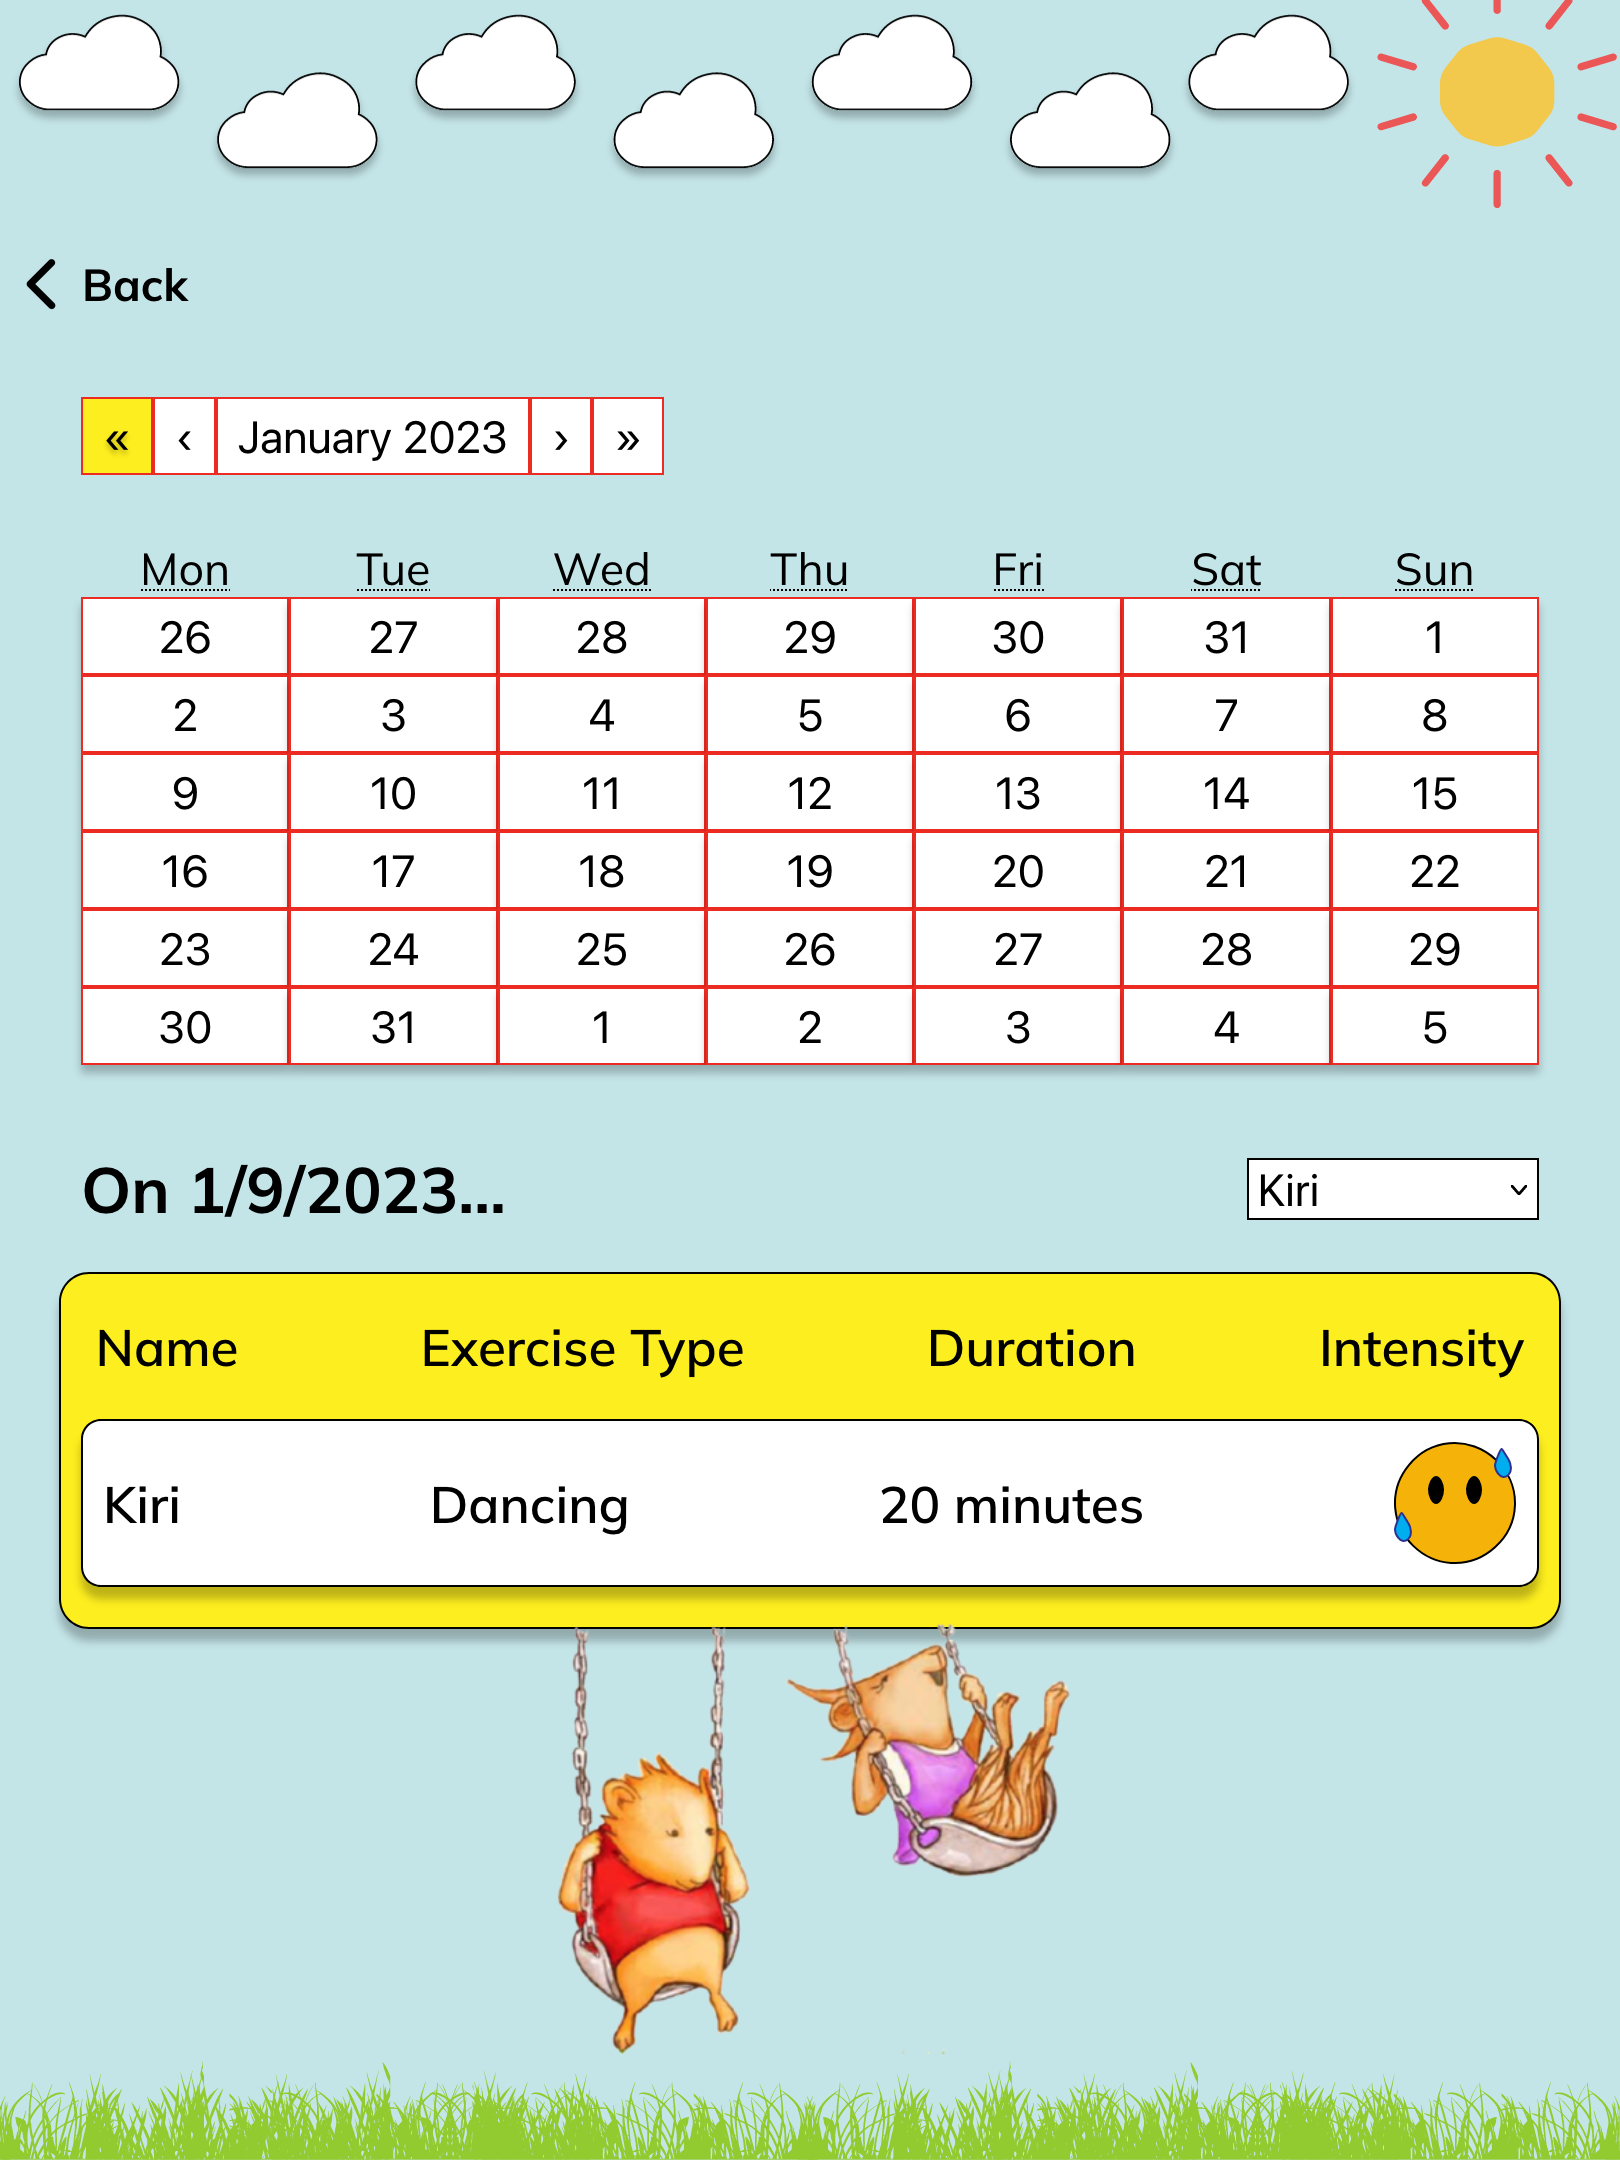 Back
« ‹ January 2023 › »
Mon Tue Wed Thu Fri Sat Sun
26 27 28 29 30 31 1
2 3 4 5 6 7 8
9 10 11 12 13 14 15
16 17 18 19 20 21 22
23 24 25 26 27 28 29
30 31 1 2 3 4 5
On 1/9/2023... Kiri
Name Exercise Type Duration Intensity
Kiri Dancing 20 minutes